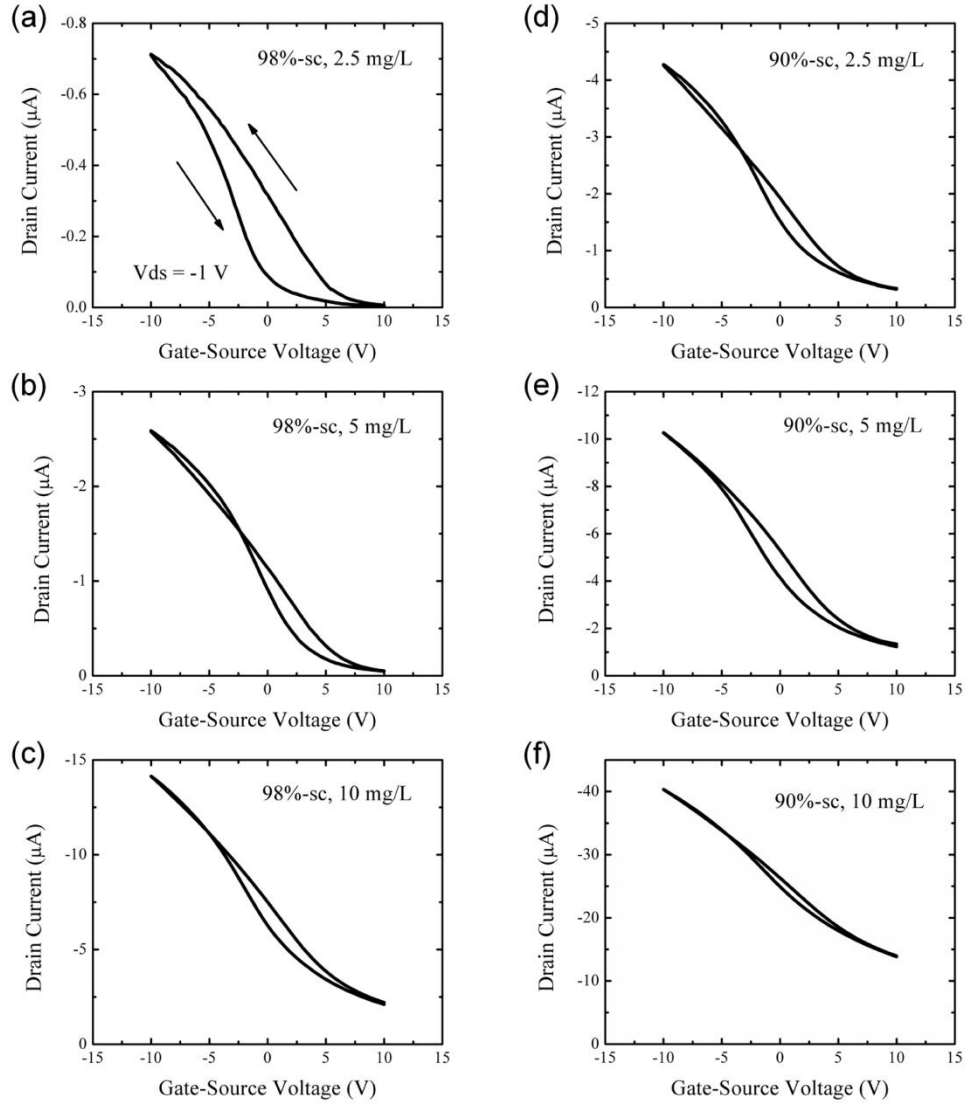 (a)
-0.8
-0.6
-0.4
-0.2
0.0
-15 -10 -5 0 5 10 15
Drain Current (μA)
Gate-Source Voltage (V)
98%-sc, 2.5 mg/L
Vds = -1 V
(d)
-5
-4
-3
-2
-1
0
-15 -10 -5 0 5 10 15
Drain Current (μA)
Gate-Source Voltage (V)
90%-sc, 2.5 mg/L
(b)
-3
-2
-1
0
-15 -10 -5 0 5 10 15
Drain Current (μA)
Gate-Source Voltage (V)
98%-sc, 5 mg/L
(e)
-12
-10
-8
-6
-4
-2
0
-15 -10 -5 0 5 10 15
Drain Current (μA)
Gate-Source Voltage (V)
90%-sc, 5 mg/L
(c)
-15
-10
-5
0
-15 -10 -5 0 5 10 15
Drain Current (μA)
Gate-Source Voltage (V)
98%-sc, 10 mg/L
(f)
-40
-30
-20
-10
0
-15 -10 -5 0 5 10 15
Drain Current (μA)
Gate-Source Voltage (V)
90%-sc, 10 mg/L